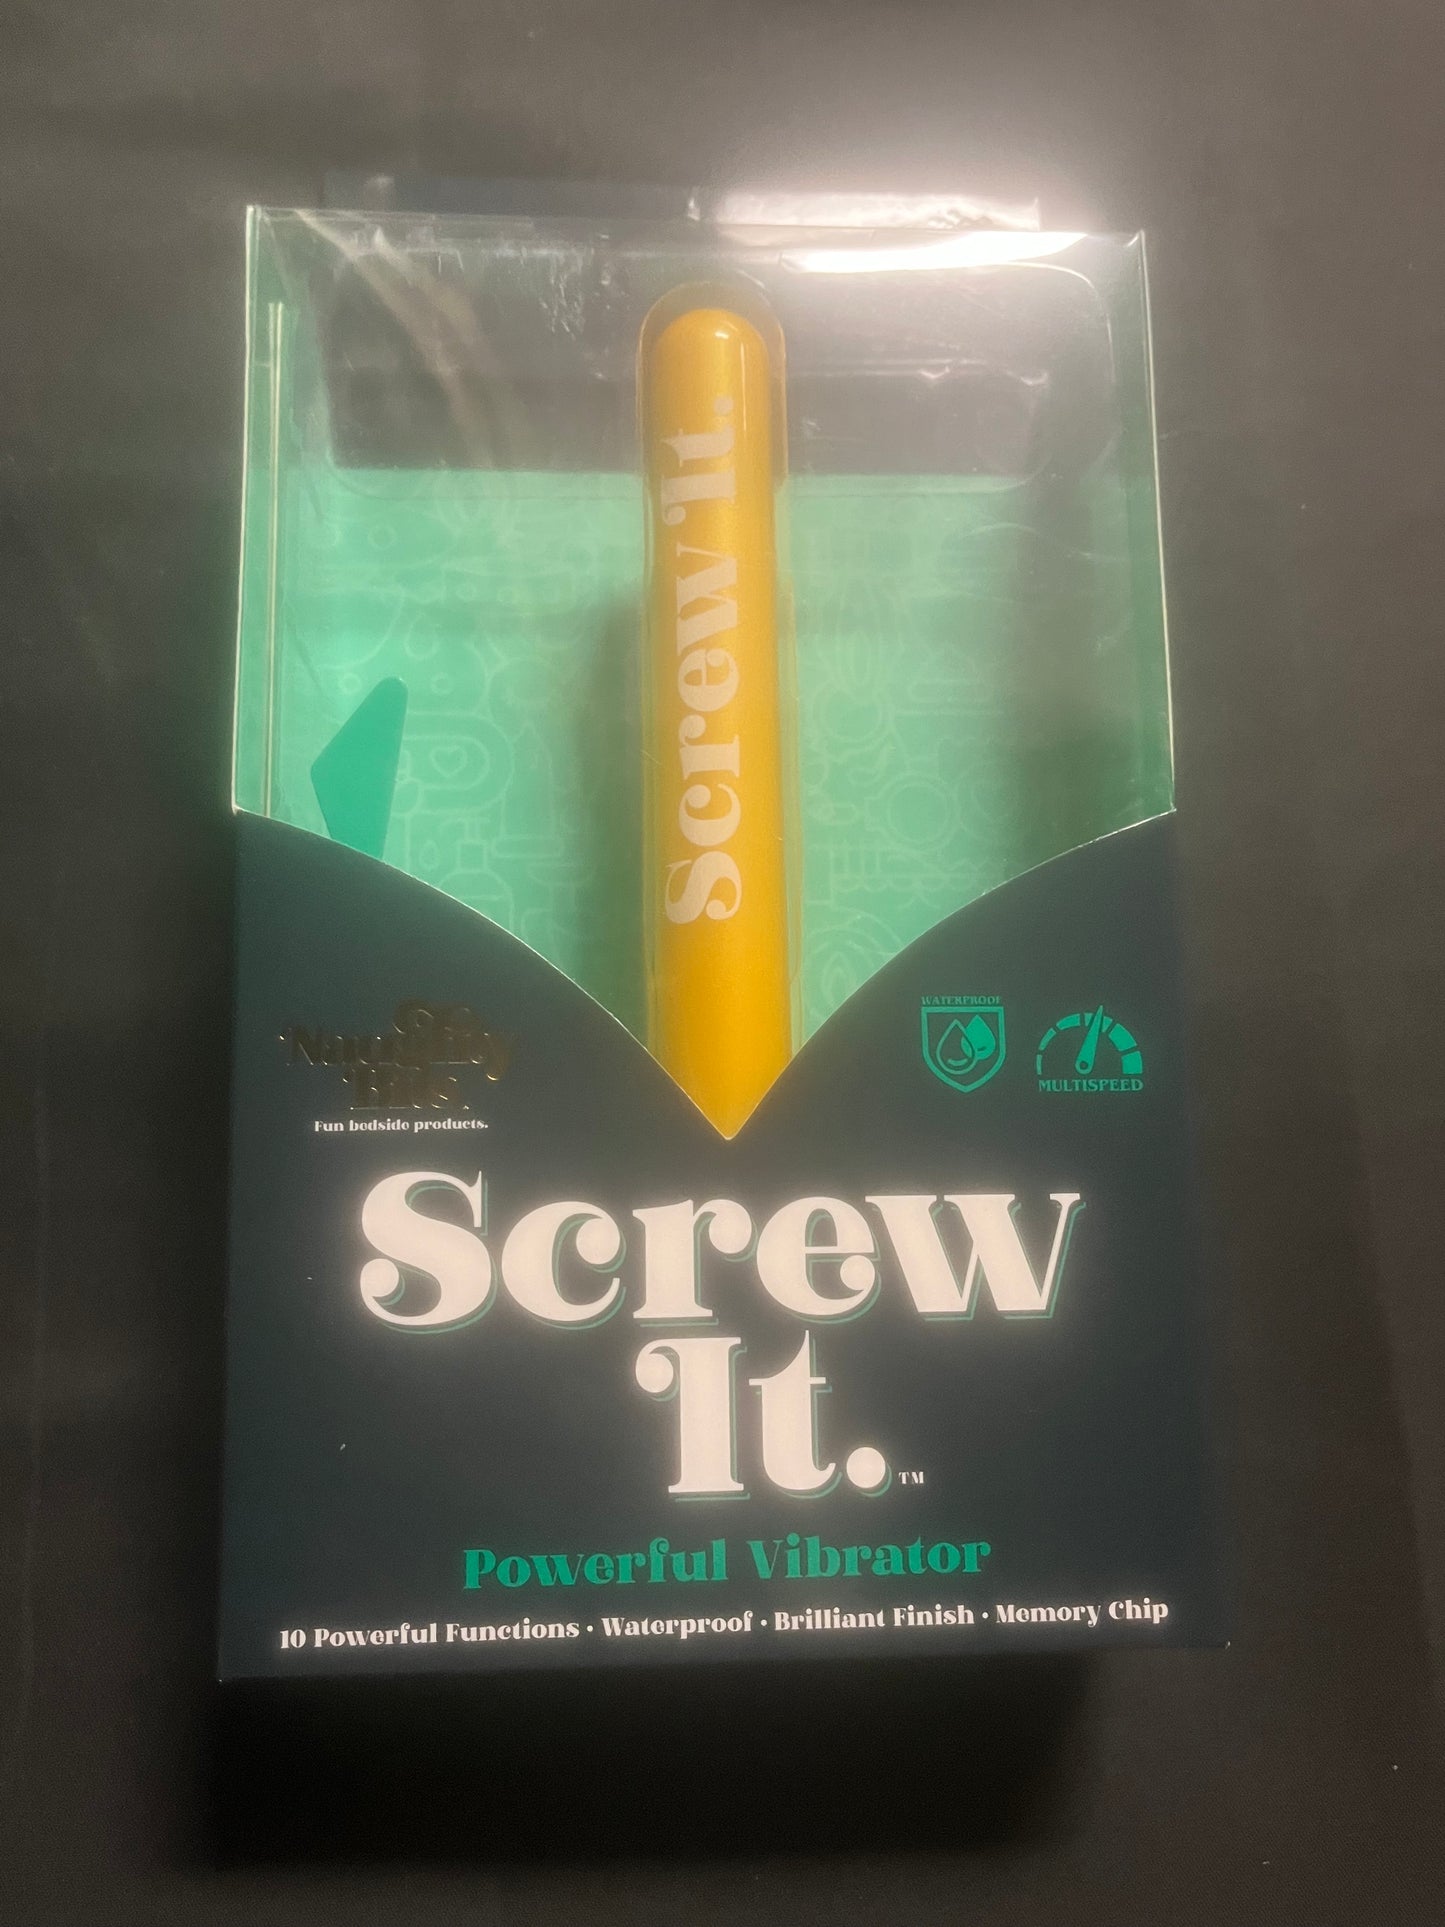 Screw It.
Naughty
Bits.
Fun bedside products.
WATERPROOF
MULTISPEED
Screw
It.™
Powerful Vibrator
10 Powerful Functions • Waterproof • Brilliant Finish • Memory Chip